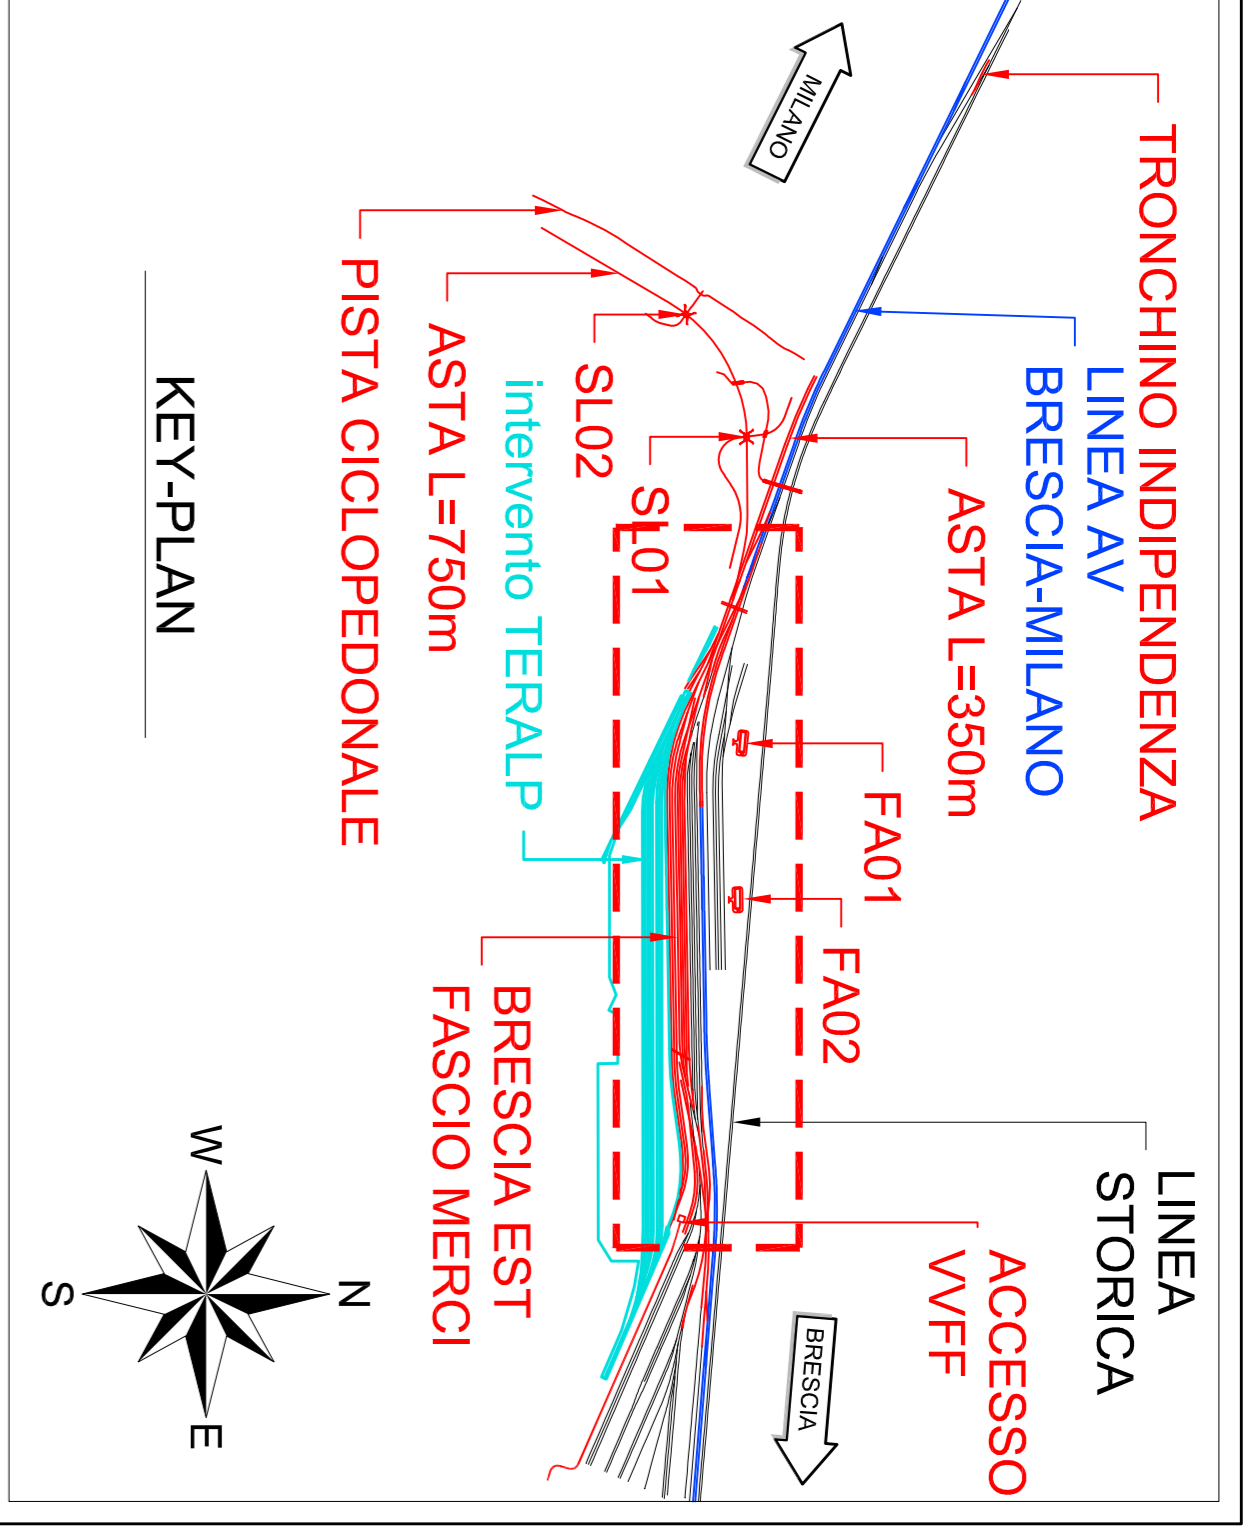 TRONCHINO INDIPENDENZA
LINEA AV
BRESCIA-MILANO
ASTA L=350m
FA01
FA02
LINEA
STORICA
ACCESSO
VVFF
MILANO
BRESCIA
SL01
SL02
intervento TERALP
ASTA L=750m
PISTA CICLOPEDONALE
BRESCIA EST
FASCIO MERCI
KEY-PLAN
N
W
E
S